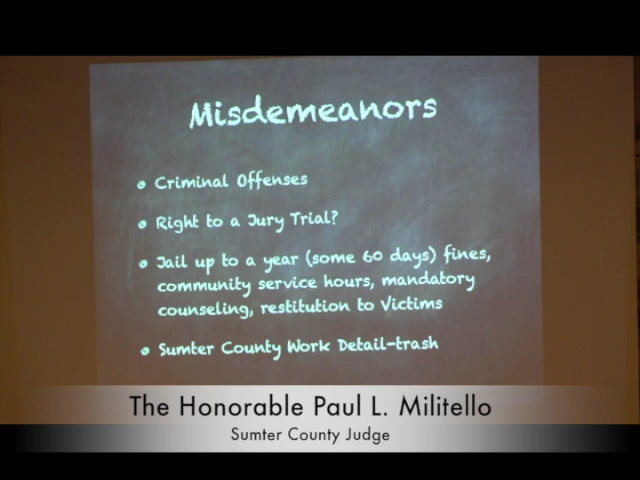 Misdemeanors
• Criminal Offenses
• Right to a Jury Trial?
• Jail up to a year (some 60 days) fines,
community service hours, mandatory
counseling, restitution to Victims
• Sumter County Work Detail-trash
The Honorable Paul L. Militello
Sumter County Judge